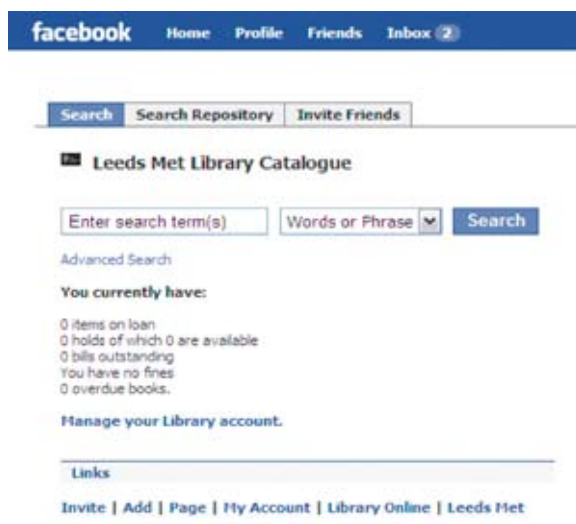 facebook Home Profile Friends Inbox 2
Search Search Repository Invite Friends
Leeds Met Library Catalogue
Enter search term(s) Words or Phrase Search
Advanced Search
You currently have:
0 items on loan
0 holds of which 0 are available
0 bills outstanding
You have no fines
0 overdue books.
Manage your Library account.
Links
Invite | Add | Page | My Account | Library Online | Leeds Met